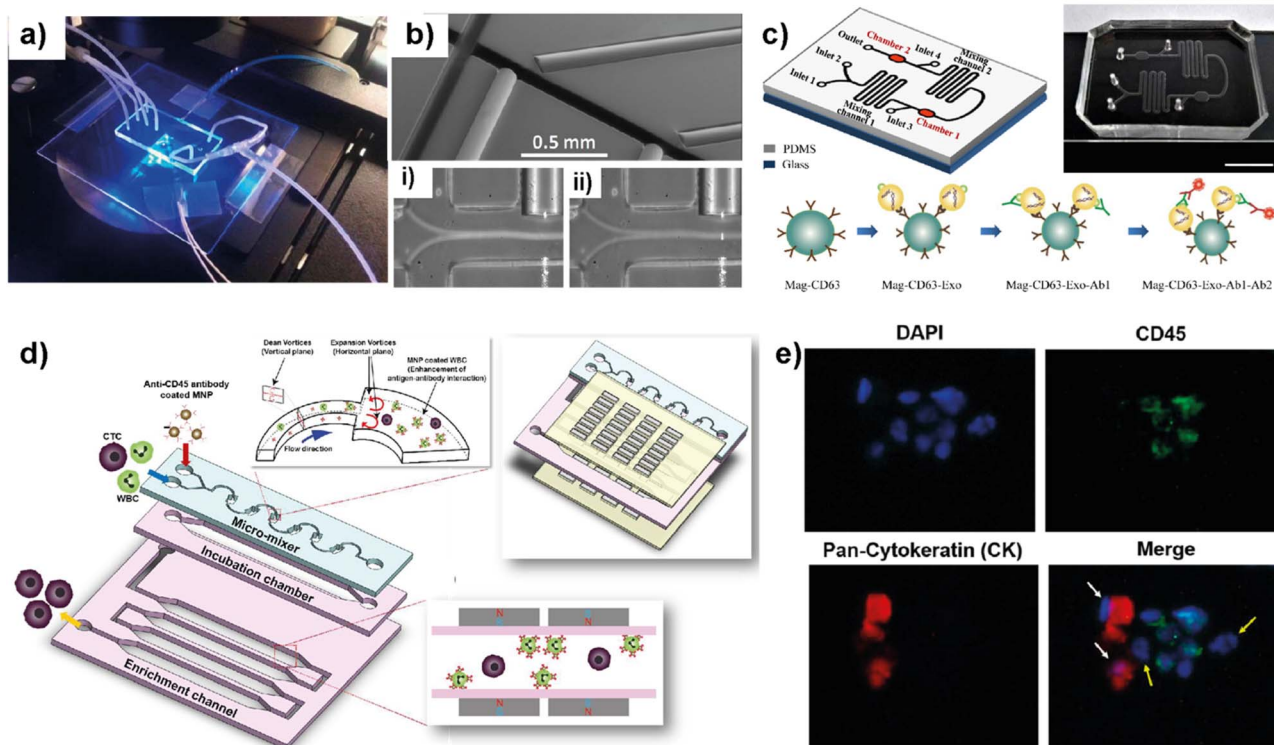 a)
b)
0.5 mm
i)
ii)
c)
Outlet
Chamber 2
Inlet 4
Mixing
channel 2
Inlet 2
Inlet 1
Mixing
channel 1
Inlet 3
Chamber 1
PDMS
Glass
Mag-CD63
Mag-CD63-Exo
Mag-CD63-Exo-Ab1
Mag-CD63-Exo-Ab1-Ab2
d)
Dean Vortices
(Vertical plane)
Expansion Vortices
(Horizontal plane)
MNP coated WBC
(Enhancement of
antigen-antibody interaction)
Flow direction
Anti-CD45 antibody
coated MNP
CTC
WBC
Micro-mixer
Incubation chamber
Enrichment channel
N
N
N
N
e)
DAPI
CD45
Pan-Cytokeratin (CK)
Merge